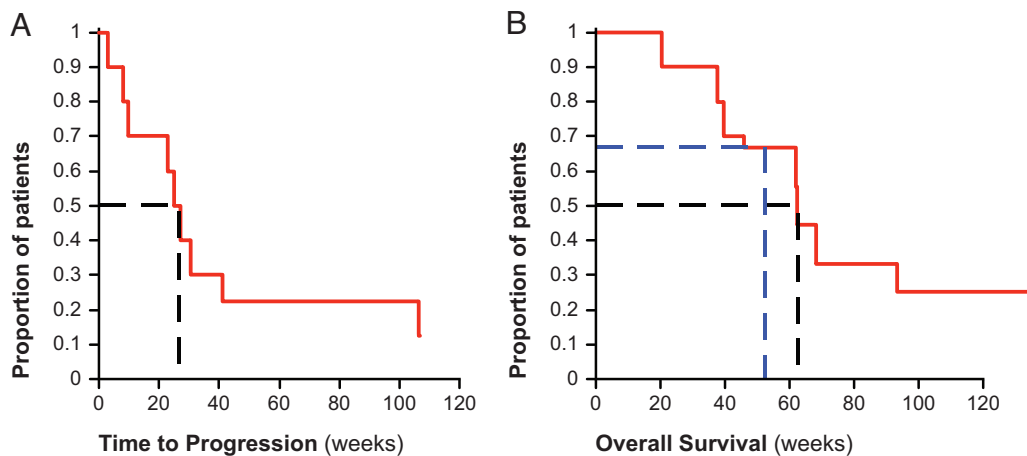 A
Proportion of patients
1
0.9
0.8
0.7
0.6
0.5
0.4
0.3
0.2
0.1
0
0 20 40 60 80 100 120
Time to Progression (weeks)
B
Proportion of patients
1
0.9
0.8
0.7
0.6
0.5
0.4
0.3
0.2
0.1
0
0 20 40 60 80 100 120
Overall Survival (weeks)